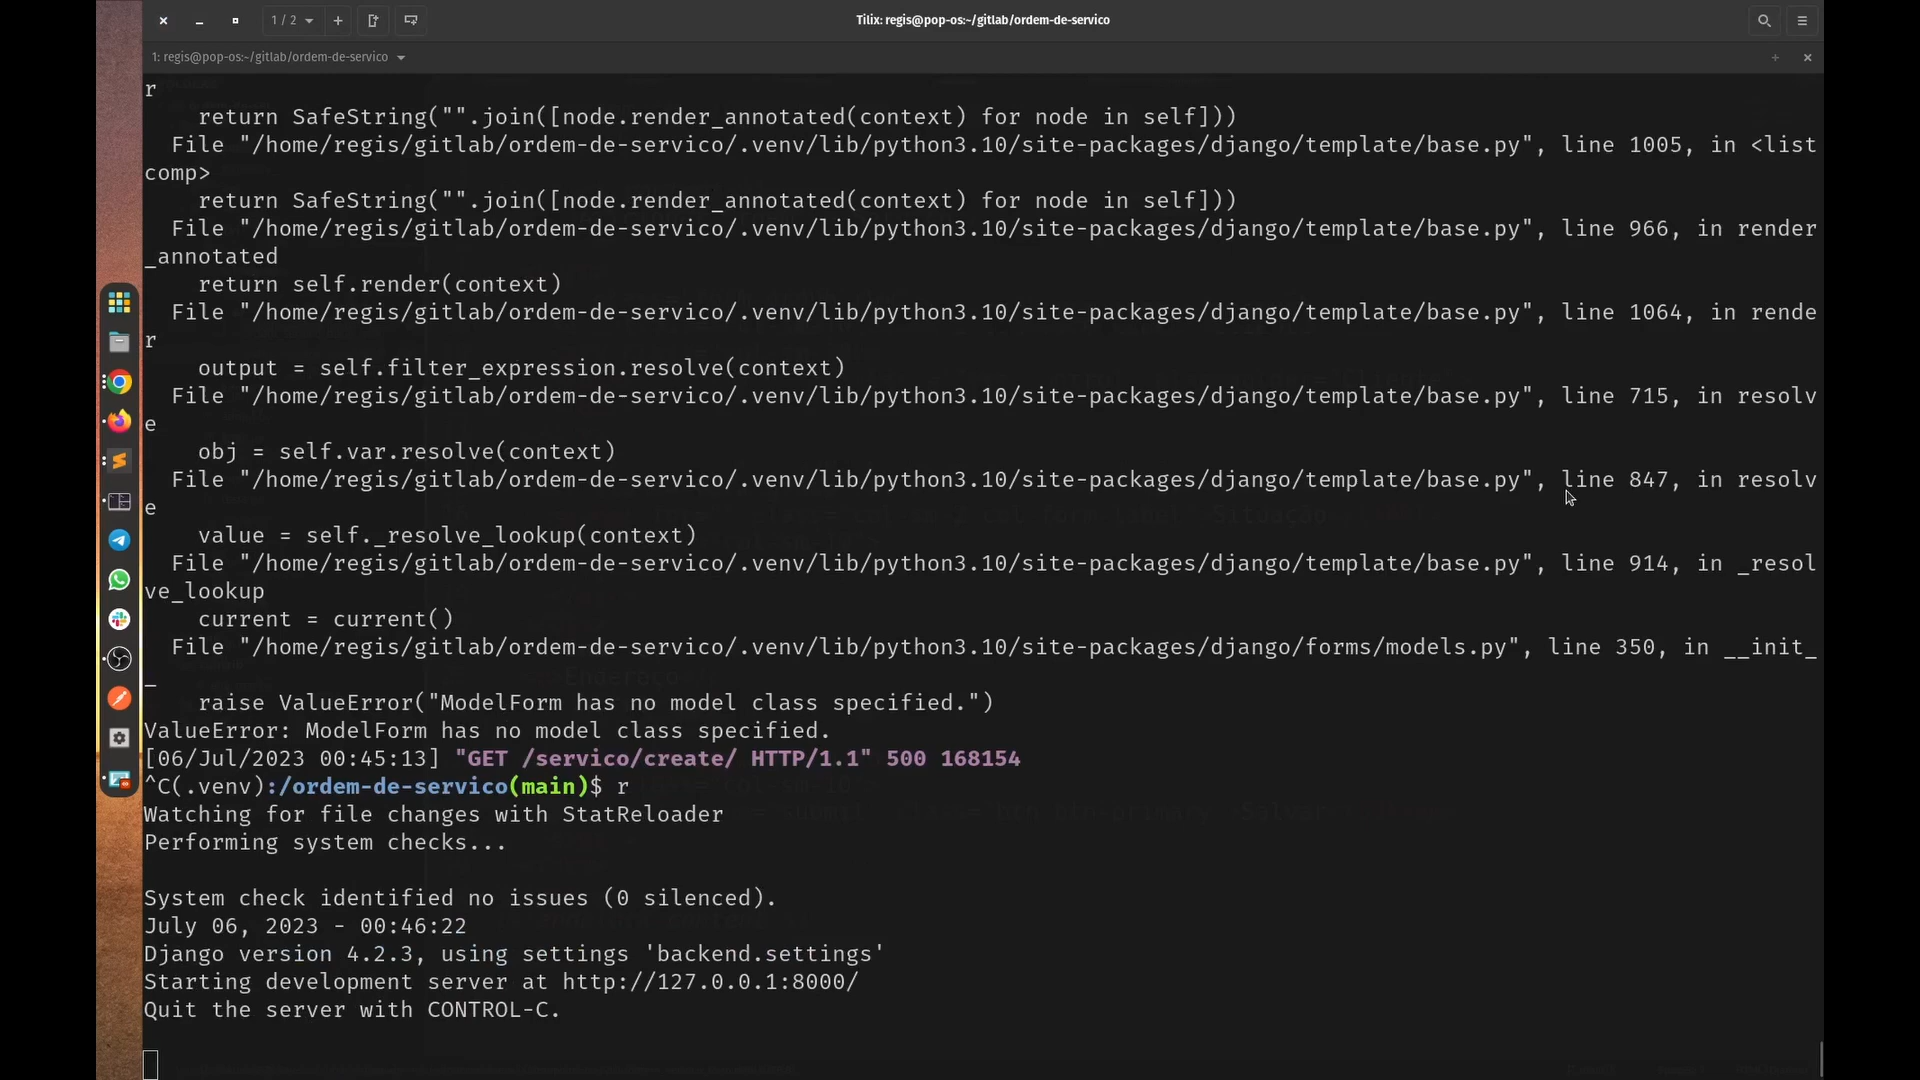 1 / 2
Tilix: regis@pop-os:~/gitlab/ordem-de-servico
1: regis@pop-os:~/gitlab/ordem-de-servico
r
    return SafeString("".join([node.render_annotated(context) for node in self]))
  File "/home/regis/gitlab/ordem-de-servico/.venv/lib/python3.10/site-packages/django/template/base.py", line 1005, in <list
comp>
    return SafeString("".join([node.render_annotated(context) for node in self]))
  File "/home/regis/gitlab/ordem-de-servico/.venv/lib/python3.10/site-packages/django/template/base.py", line 966, in render
_annotated
    return self.render(context)
  File "/home/regis/gitlab/ordem-de-servico/.venv/lib/python3.10/site-packages/django/template/base.py", line 1064, in rende
r
    output = self.filter_expression.resolve(context)
  File "/home/regis/gitlab/ordem-de-servico/.venv/lib/python3.10/site-packages/django/template/base.py", line 715, in resolv
e
    obj = self.var.resolve(context)
  File "/home/regis/gitlab/ordem-de-servico/.venv/lib/python3.10/site-packages/django/template/base.py", line 847, in resolv
e
    value = self._resolve_lookup(context)
  File "/home/regis/gitlab/ordem-de-servico/.venv/lib/python3.10/site-packages/django/template/base.py", line 914, in _resol
ve_lookup
    current = current()
  File "/home/regis/gitlab/ordem-de-servico/.venv/lib/python3.10/site-packages/django/forms/models.py", line 350, in __init_
_
    raise ValueError("ModelForm has no model class specified.")
ValueError: ModelForm has no model class specified.
[06/Jul/2023 00:45:13] "GET /servico/create/ HTTP/1.1" 500 168154
^C(.venv):/ordem-de-servico(main)$ r
Watching for file changes with StatReloader
Performing system checks...
System check identified no issues (0 silenced).
July 06, 2023 - 00:46:22
Django version 4.2.3, using settings 'backend.settings'
Starting development server at http://127.0.0.1:8000/
Quit the server with CONTROL-C.